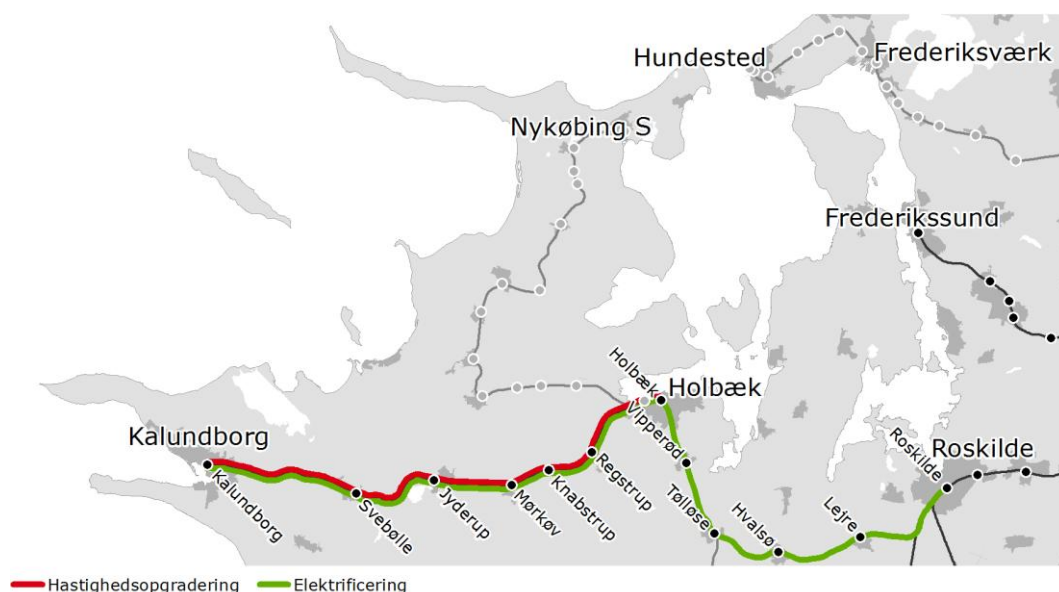 Hundested
Frederiksværk
Nykøbing S
Frederikssund
Holbæk
Holbæk
Vipperød
Kalundborg
Roskilde
Roskilde
Kalundborg
Svebølle
Jyderup
Mørkøv
Knabstrup
Regstrup
Tølløse
Hvalsø
Lejre
Hastighedsopgradering
Elektrificering